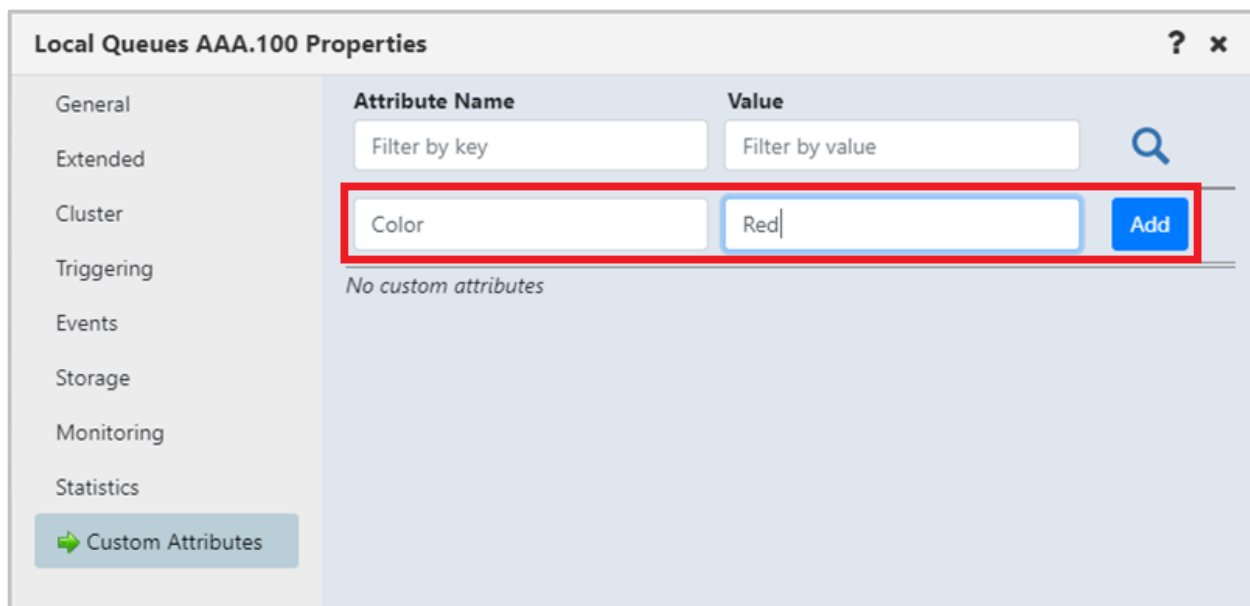 Local Queues AAA.100 Properties ? ×
General
Extended
Cluster
Triggering
Events
Storage
Monitoring
Statistics
Custom Attributes
Attribute Name Value
Filter by key Filter by value
Color Red Add
No custom attributes